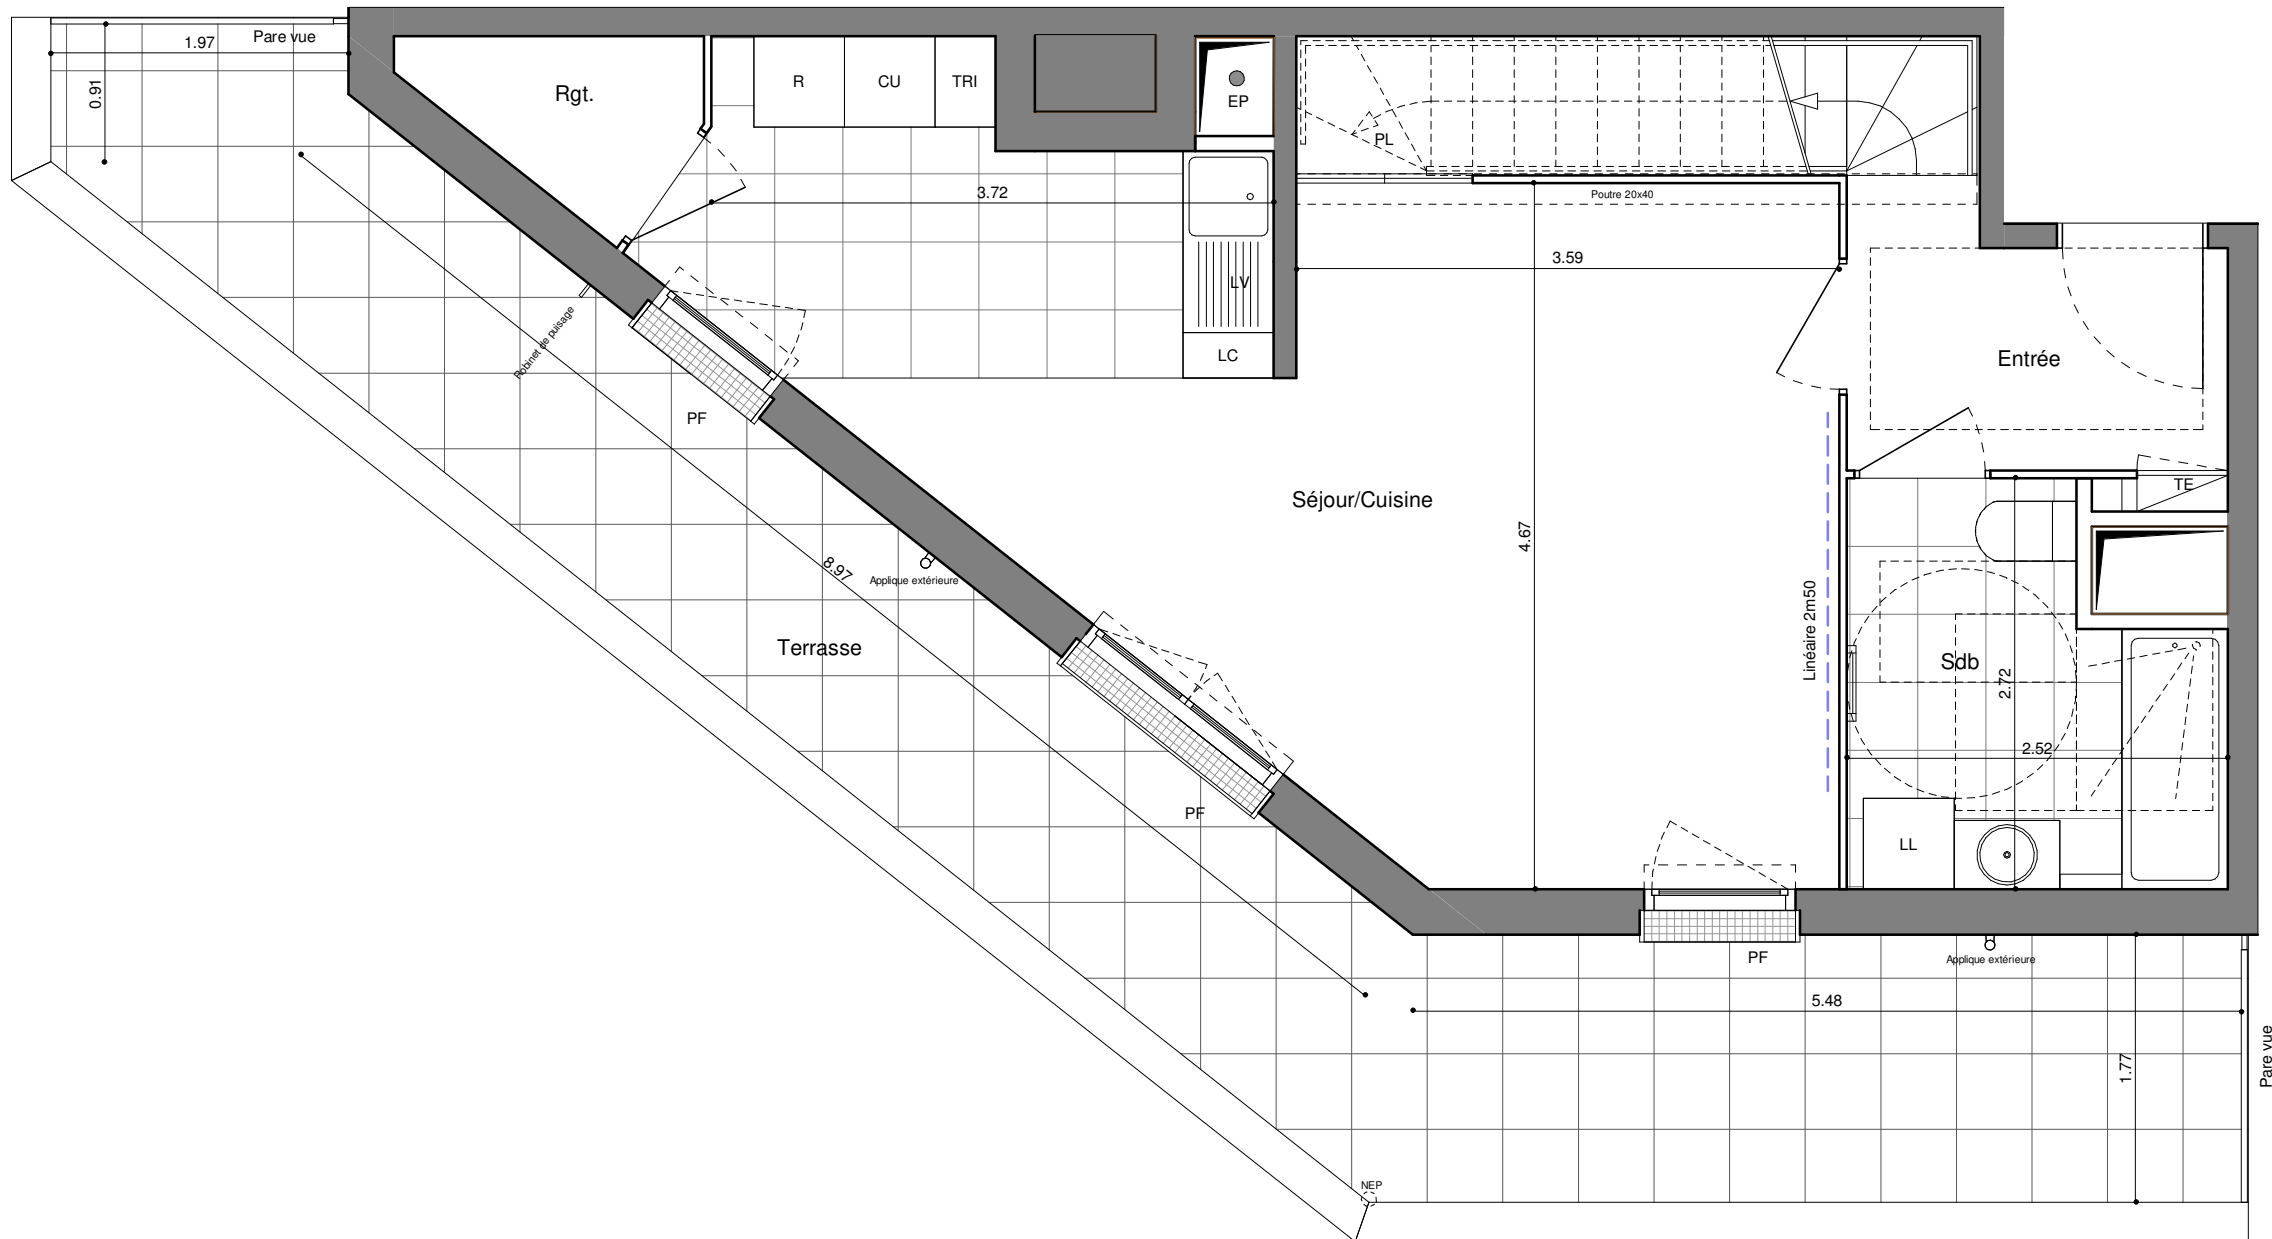 1.97
Pare vue
0.91
Rgt.
R
CU
TRI
EP
PL
Poutre 20x40
3.72
3.59
LV
LC
Entrée
Robinet de puisage
PF
Séjour/Cuisine
TE
4.67
8.97
Applique extérieure
Terrasse
Linéaire 2m50
Sdb
2.72
2.52
PF
LL
PF
Applique extérieure
5.48
1.77
Pare vue
NEP